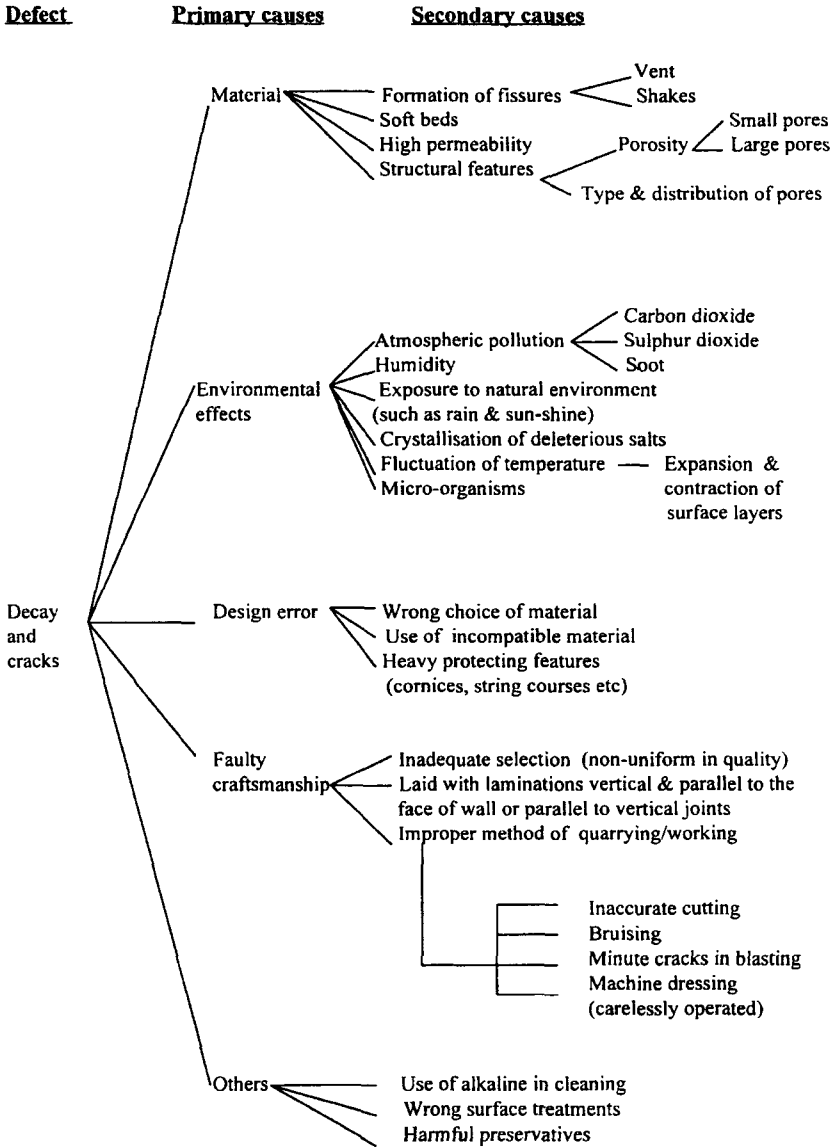 Defect Primary causes Secondary causes
Material
Formation of fissures
Vent
Shakes
Soft beds
High permeability
Structural features
Porosity
Small pores
Large pores
Type & distribution of pores
Environmental
effects
Atmospheric pollution
Carbon dioxide
Sulphur dioxide
Soot
Humidity
Exposure to natural environment
(such as rain & sun-shine)
Crystallisation of deleterious salts
Fluctuation of temperature
Expansion &
contraction of
surface layers
Micro-organisms
Decay
and
cracks
Design error
Wrong choice of material
Use of incompatible material
Heavy protecting features
(cornices, string courses etc)
Faulty
craftsmanship
Inadequate selection (non-uniform in quality)
Laid with laminations vertical & parallel to the
face of wall or parallel to vertical joints
Improper method of quarrying/working
Inaccurate cutting
Bruising
Minute cracks in blasting
Machine dressing
(carelessly operated)
Others
Use of alkaline in cleaning
Wrong surface treatments
Harmful preservatives